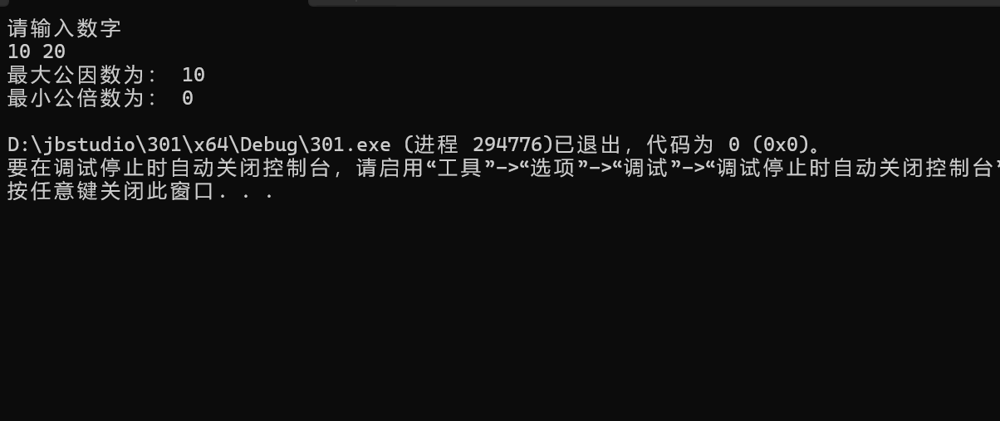 请输入数字
10 20
最大公因数为： 10
最小公倍数为： 0
D:\jbstudio\301\x64\Debug\301.exe (进程 294776)已退出，代码为 0 (0x0)。
要在调试停止时自动关闭控制台，请启用“工具”->“选项”->“调试”->“调试停止时自动关闭控制台”
按任意键关闭此窗口. . .